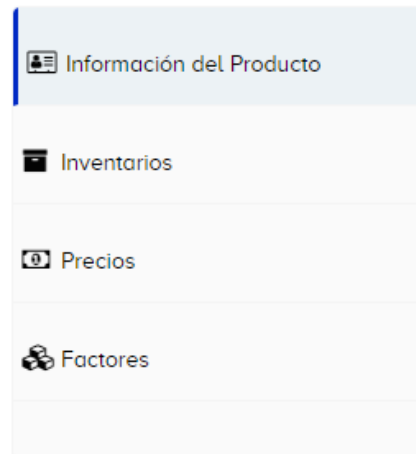 Información del Producto
Inventarios
Precios
Factores